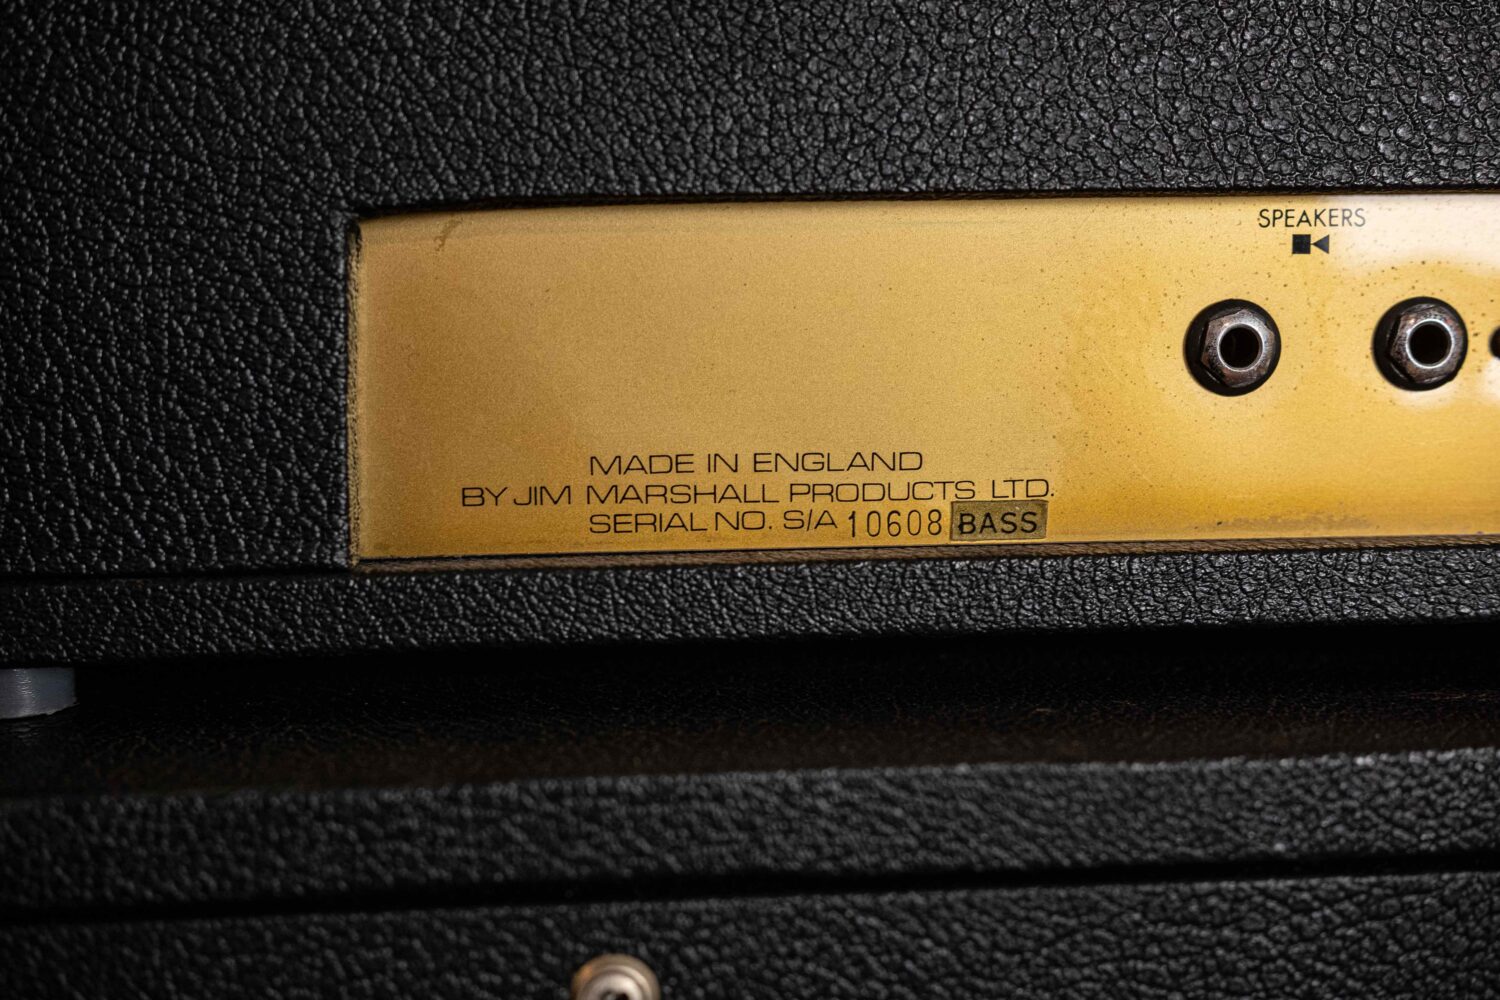 SPEAKERS
MADE IN ENGLAND
BY JIM MARSHALL PRODUCTS LTD.
SERIAL NO. S/A 10608 BASS